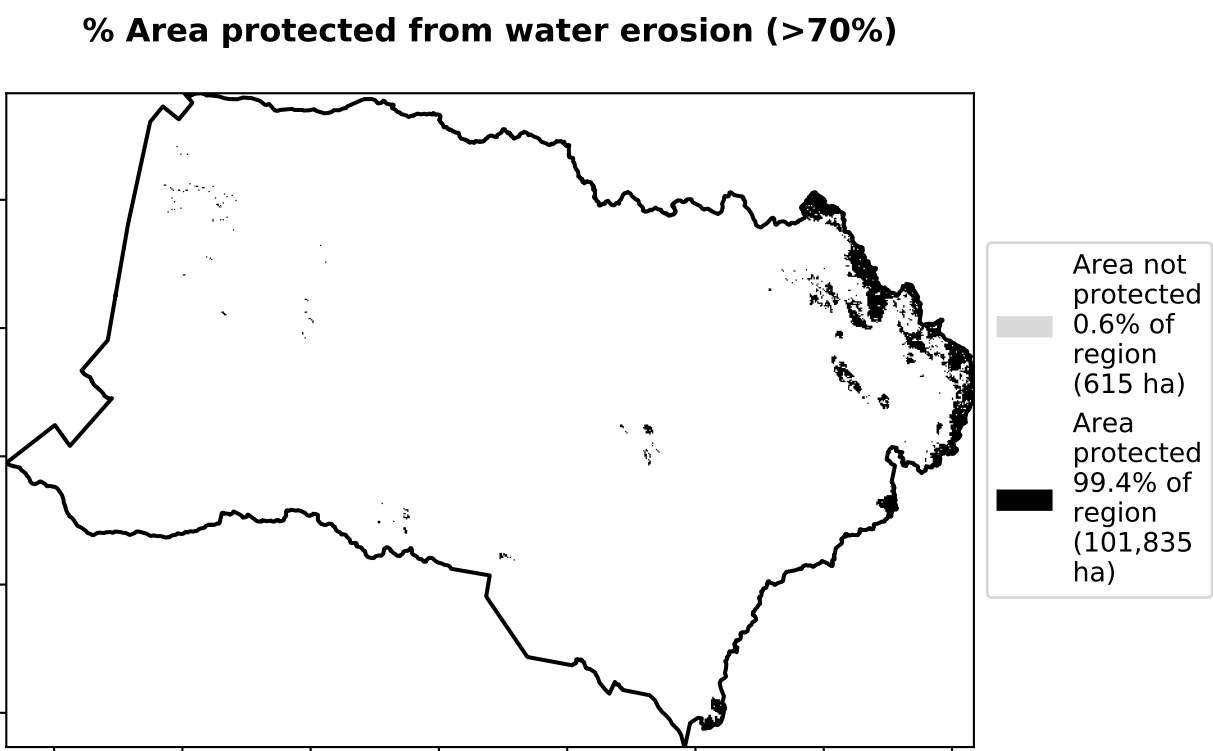 % Area protected from water erosion (>70%)
Area not
protected
0.6% of
region
(615 ha)
Area
protected
99.4% of
region
(101,835
ha)